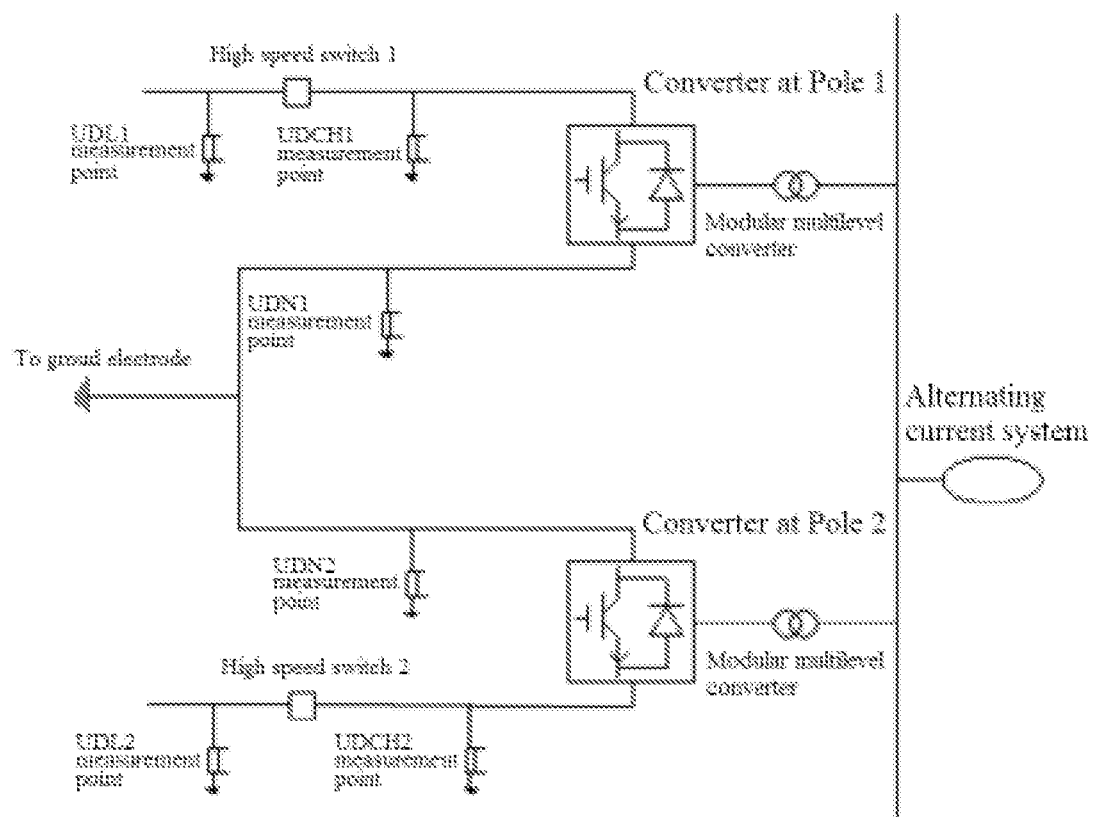 High speed switch 1
Converter at Pole 1
UDL1
measurement
point
UDCH1
measurement
point
Modular multilevel
converter
UDN1
measurement
point
To groud electrode
Alternating
current system
Converter at Pole 2
UDN2
measurement
point
High speed switch 2
Modular multilevel
converter
UDL2
measurement
point
UDCH2
measurement
point